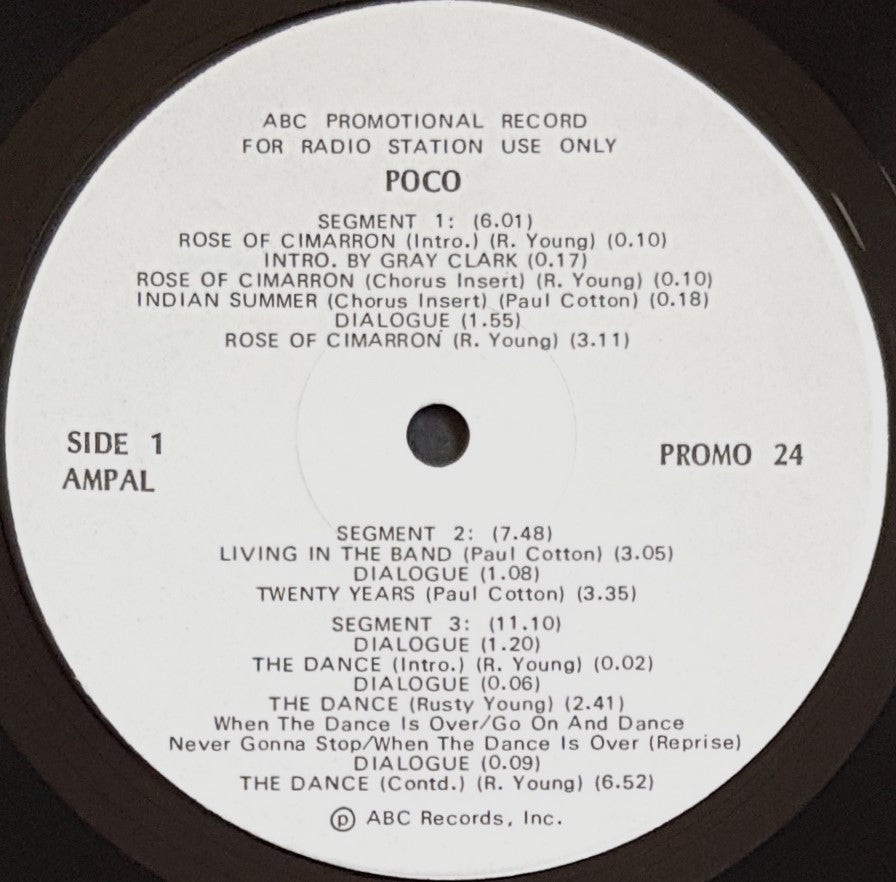 ABC PROMOTIONAL RECORD
FOR RADIO STATION USE ONLY
POCO
SEGMENT 1: (6.01)
ROSE OF CIMARRON (Intro.) (R. Young) (0.10)
INTRO. BY GRAY CLARK (0.17)
ROSE OF CIMARRON (Chorus Insert) (R. Young) (0.10)
INDIAN SUMMER (Chorus Insert) (Paul Cotton) (0.18)
DIALOGUE (1.55)
ROSE OF CIMARRON (R. Young) (3.11)
SIDE 1
AMPAL
PROMO 24
SEGMENT 2: (7.48)
LIVING IN THE BAND (Paul Cotton) (3.05)
DIALOGUE (1.08)
TWENTY YEARS (Paul Cotton) (3.35)
SEGMENT 3: (11.10)
DIALOGUE (1.20)
THE DANCE (Intro.) (R. Young) (0.02)
DIALOGUE (0.06)
THE DANCE (Rusty Young) (2.41)
When The Dance Is Over/Go On And Dance
Never Gonna Stop/When The Dance Is Over (Reprise)
DIALOGUE (0.09)
THE DANCE (Contd.) (R. Young) (6.52)
ⓟ ABC Records, Inc.